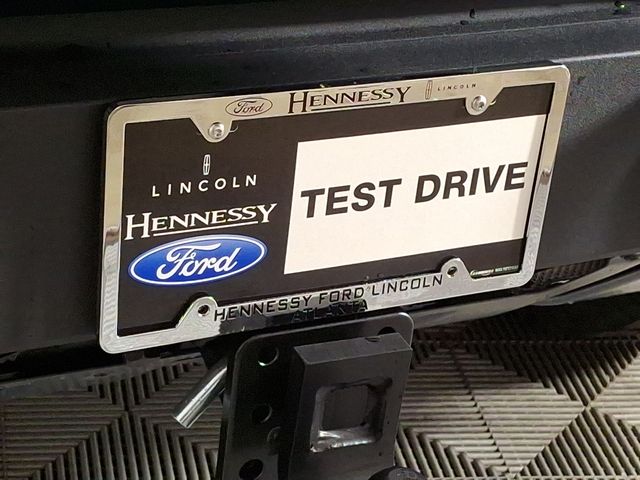 Ford HENNESSY LINCOLN
LINCOLN
HENNESSY
Ford
TEST DRIVE
HENNESSY FORD LINCOLN
ATLANTA